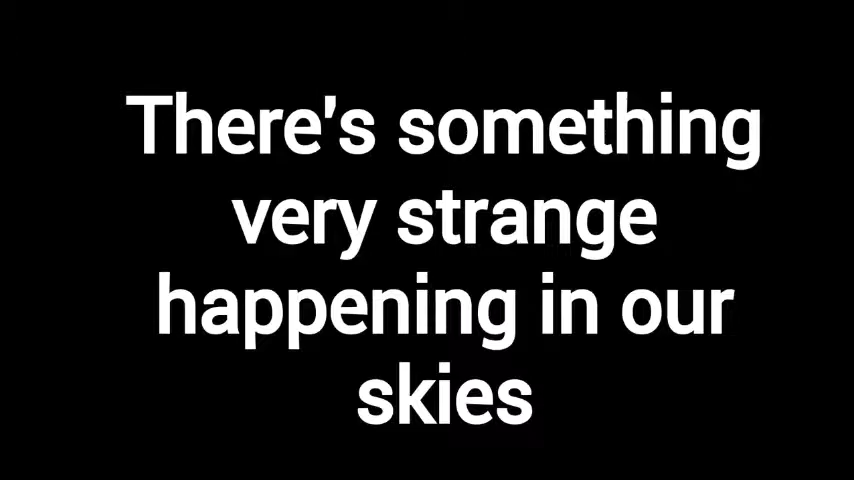 There's something
very strange
happening in our
skies